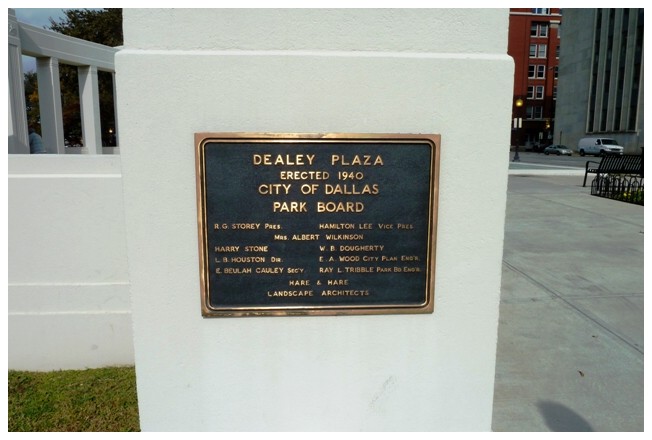 DEALEY PLAZA
ERECTED 1940
CITY OF DALLAS
PARK BOARD
R. G. STOREY PRES. HAMILTON LEE VICE PRES.
MRS. ALBERT WILKINSON
HARRY STONE W. B. DOUGHERTY
L. B. HOUSTON DIR. E. A. WOOD CITY PLAN ENG'R.
E. BEULAH CAULEY SEC'Y. RAY L. TRIBBLE PARK BD. ENG'R.
HARE & HARE
LANDSCAPE ARCHITECTS